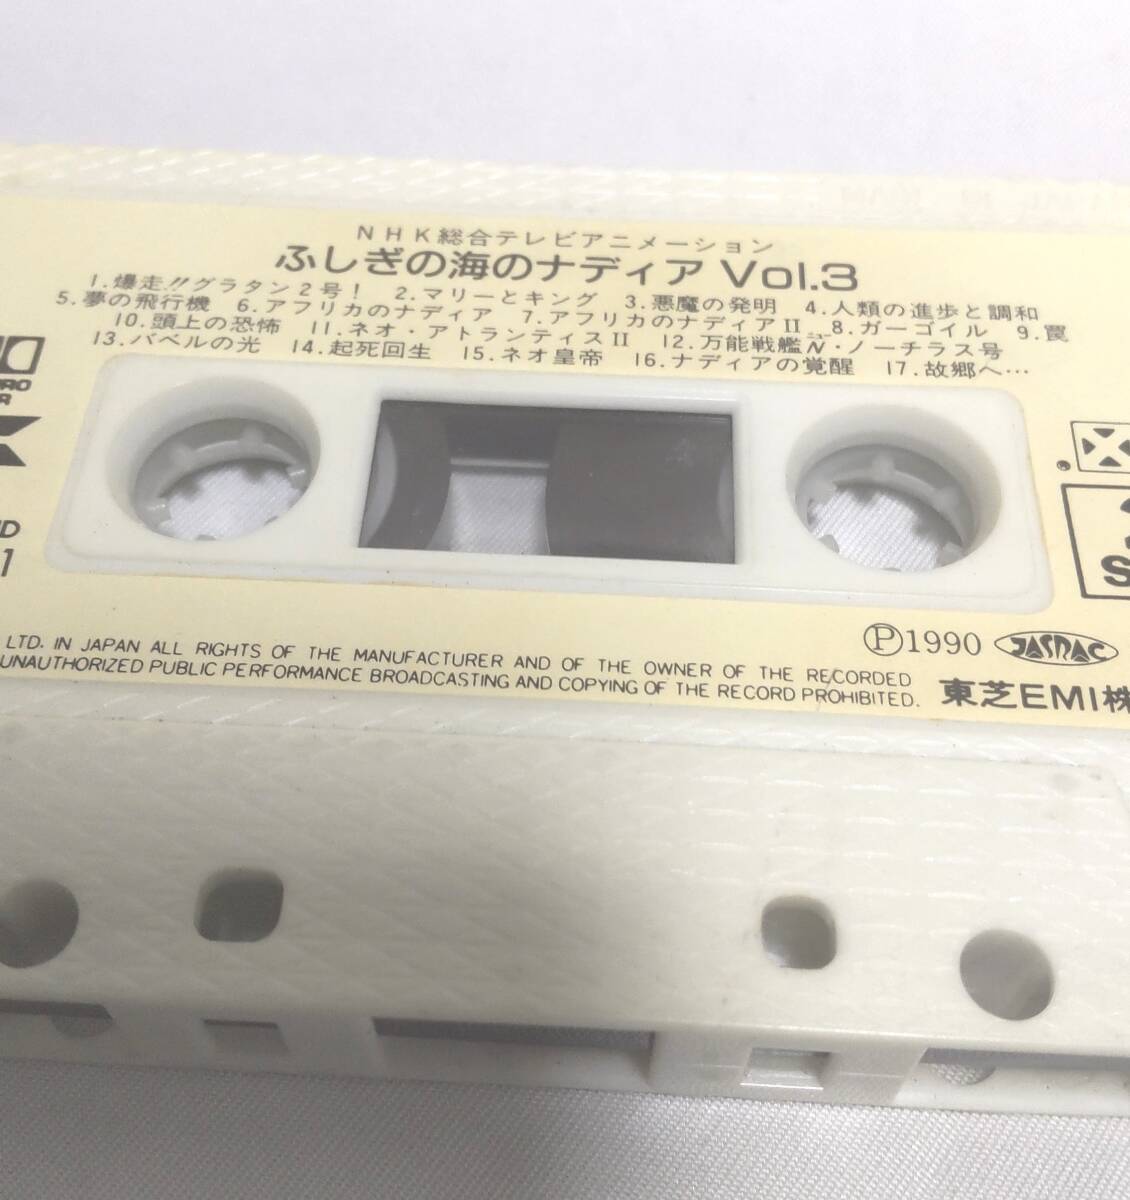 NHK総合テレビアニメーション
ふしぎの海のナディア Vol.3
1.爆走!!グラタン2号! 2.マリーとキング 3.悪魔の発明 4.人類の進歩と調和
5.夢の飛行機 6.アフリカのナディア 7.アフリカのナディアII 8.ガーゴイル 9.罠
10.頭上の恐怖 11.ネオ・アトランティスII 12.万能戦艦N・ノーチラス号
13.バベルの光 14.起死回生 15.ネオ皇帝 16.ナディアの覚醒 17.故郷へ…
PRO
R
1
S
Ⓟ1990 JASRAC
LTD. IN JAPAN ALL RIGHTS OF THE MANUFACTURER AND OF THE OWNER OF THE RECORDED
UNAUTHORIZED PUBLIC PERFORMANCE BROADCASTING AND COPYING OF THE RECORD PROHIBITED.
東芝EMI株